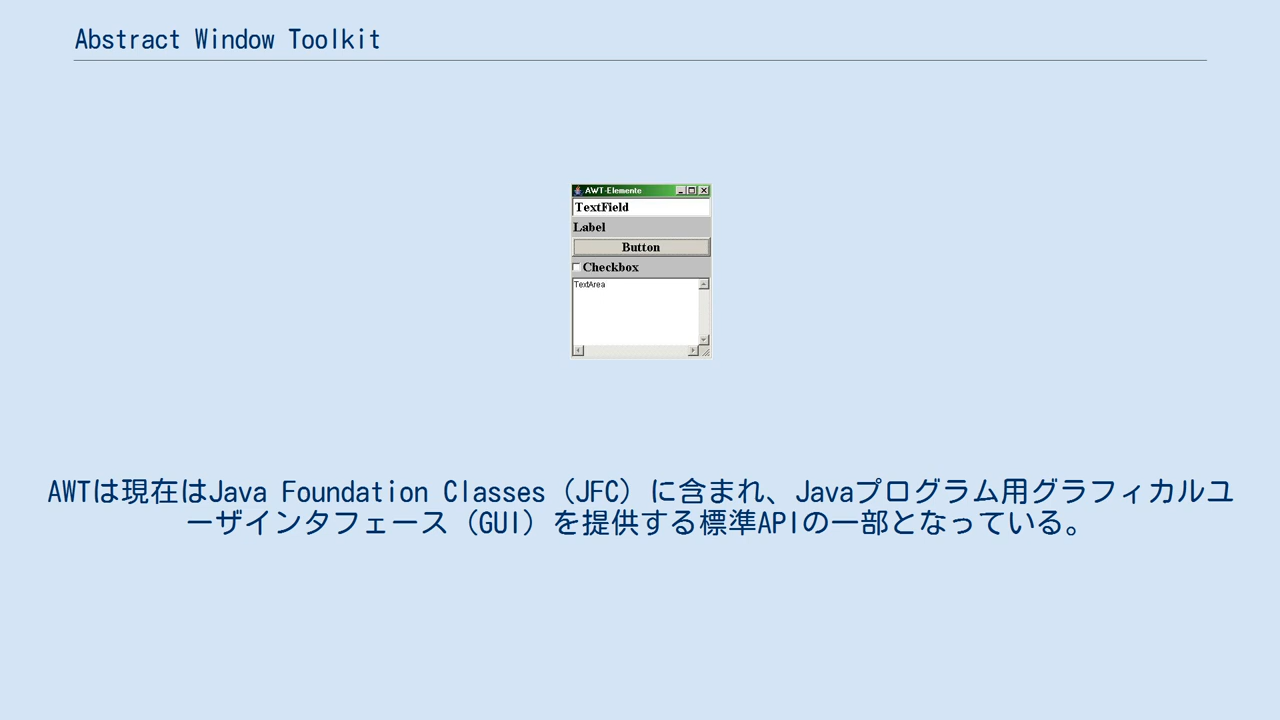 Abstract Window Toolkit
AWT-Elemente
TextField
Label
Button
Checkbox
TextArea
AWTは現在はJava Foundation Classes（JFC）に含まれ、Javaプログラム用グラフィカルユ
ーザインタフェース（GUI）を提供する標準APIの一部となっている。